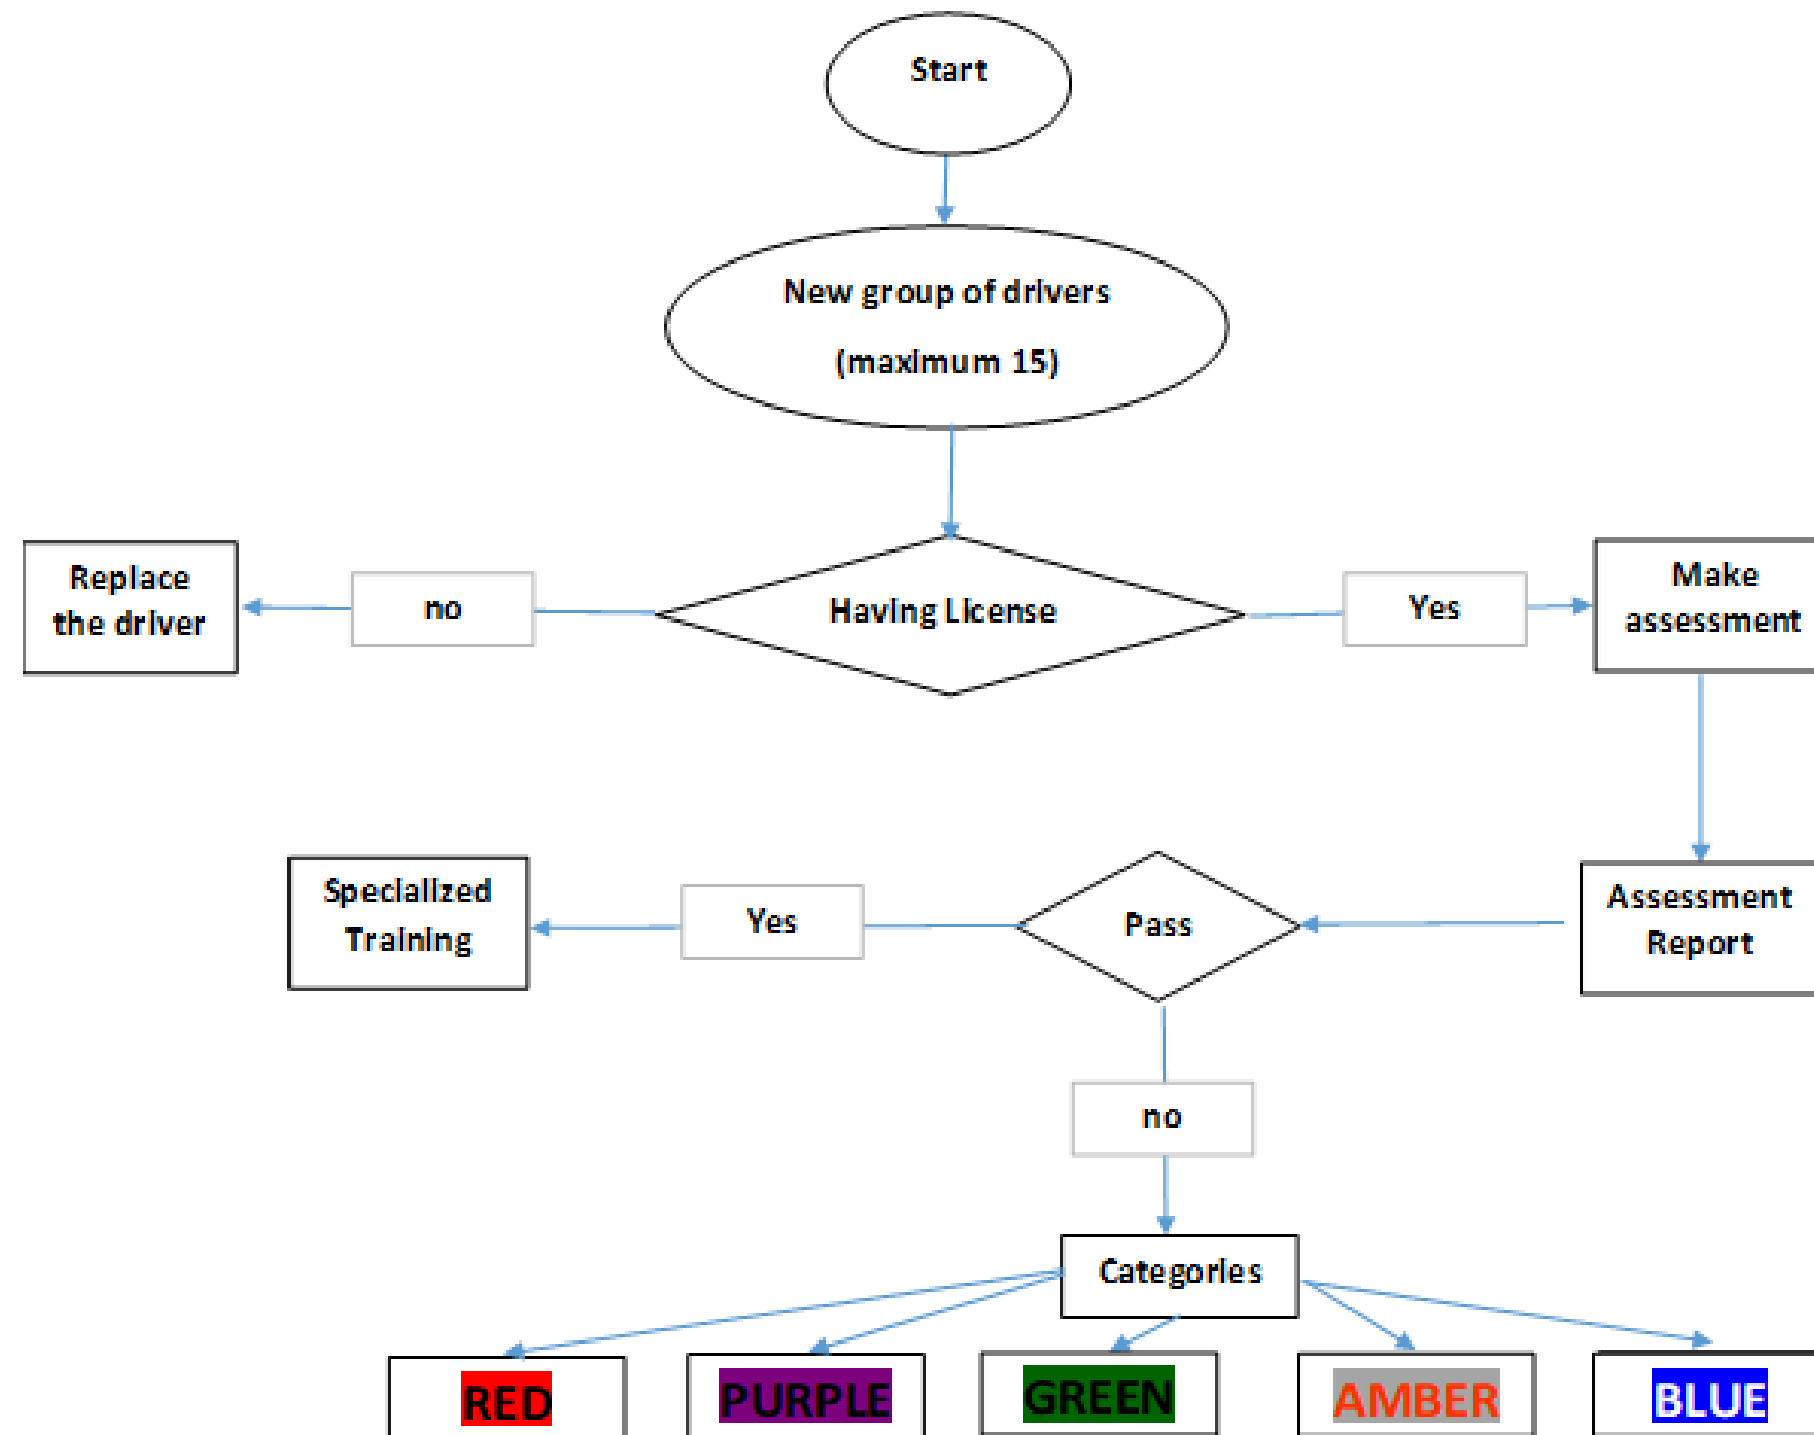 Start
New group of drivers
(maximum 15)
Replace
the driver
no
Having License
Yes
Make
assessment
Specialized
Training
Yes
Pass
Assessment
Report
no
Categories
RED
PURPLE
GREEN
AMBER
BLUE